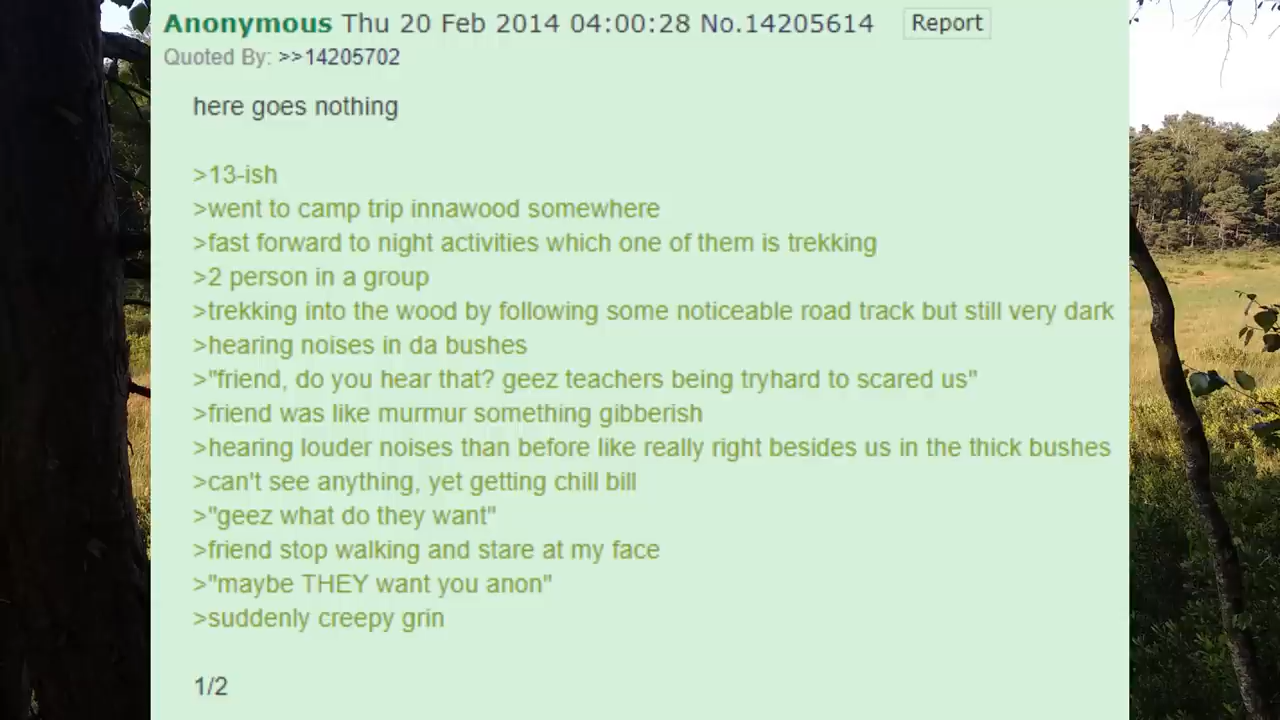 Anonymous Thu 20 Feb 2014 04:00:28 No.14205614 Report
Quoted By: >>14205702
here goes nothing
>13-ish
>went to camp trip innawood somewhere
>fast forward to night activities which one of them is trekking
>2 person in a group
>trekking into the wood by following some noticeable road track but still very dark
>hearing noises in da bushes
>"friend, do you hear that? geez teachers being tryhard to scared us"
>friend was like murmur something gibberish
>hearing louder noises than before like really right besides us in the thick bushes
>can't see anything, yet getting chill bill
>"geez what do they want"
>friend stop walking and stare at my face
>"maybe THEY want you anon"
>suddenly creepy grin
1/2